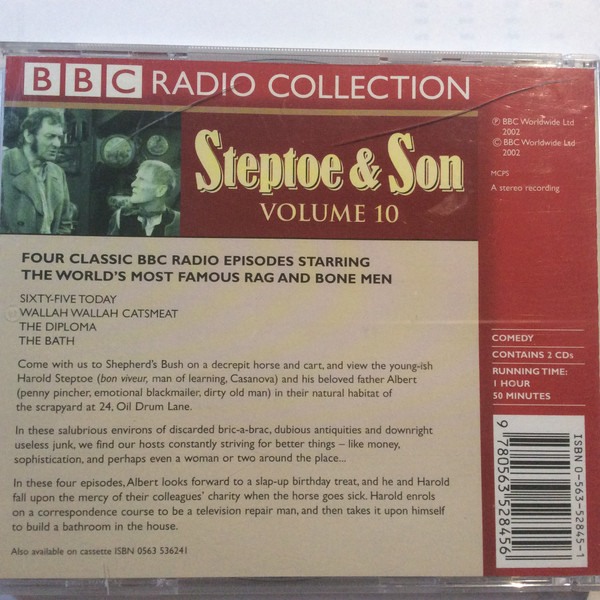 BBC RADIO COLLECTION
Steptoe & Son
VOLUME 10
℗ BBC Worldwide Ltd
2002
© BBC Worldwide Ltd
2002
MCPS
A stereo recording
FOUR CLASSIC BBC RADIO EPISODES STARRING
THE WORLD'S MOST FAMOUS RAG AND BONE MEN
SIXTY-FIVE TODAY
WALLAH WALLAH CATSMEAT
THE DIPLOMA
THE BATH
Come with us to Shepherd's Bush on a decrepit horse and cart, and view the young-ish
Harold Steptoe (bon viveur, man of learning, Casanova) and his beloved father Albert
(penny pincher, emotional blackmailer, dirty old man) in their natural habitat of
the scrapyard at 24, Oil Drum Lane.
In these salubrious environs of discarded bric-a-brac, dubious antiquities and downright
useless junk, we find our hosts constantly striving for better things – like money,
sophistication, and perhaps even a woman or two around the place...
In these four episodes, Albert looks forward to a slap-up birthday treat, and he and Harold
fall upon the mercy of their colleagues' charity when the horse goes sick. Harold enrols
on a correspondence course to be a television repair man, and then takes it upon himself
to build a bathroom in the house.
Also available on cassette ISBN 0563 536241
COMEDY
CONTAINS 2 CDs
RUNNING TIME:
1 HOUR
50 MINUTES
ISBN 0-563-52845-1
9 780563 528456